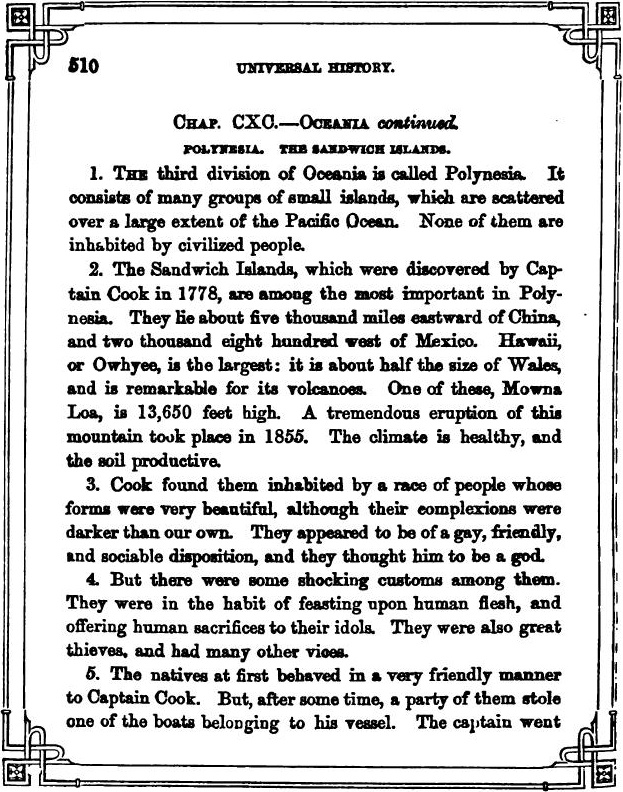 510
UNIVERSAL HISTORY.
CHAP. CXC.—OCEANIA continued.
POLYNESIA. THE SANDWICH ISLANDS.
1. THE third division of Oceania is called Polynesia. It
consists of many groups of small islands, which are scattered
over a large extent of the Pacific Ocean. None of them are
inhabited by civilized people.
2. The Sandwich Islands, which were discovered by Cap-
tain Cook in 1778, are among the most important in Poly-
nesia. They lie about five thousand miles eastward of China,
and two thousand eight hundred west of Mexico. Hawaii,
or Owhyee, is the largest: it is about half the size of Wales,
and is remarkable for its volcanoes. One of these, Mowna
Loa, is 13,650 feet high. A tremendous eruption of this
mountain took place in 1855. The climate is healthy, and
the soil productive.
3. Cook found them inhabited by a race of people whose
forms were very beautiful, although their complexions were
darker than our own. They appeared to be of a gay, friendly,
and sociable disposition, and they thought him to be a god.
4. But there were some shocking customs among them.
They were in the habit of feasting upon human flesh, and
offering human sacrifices to their idols. They were also great
thieves, and had many other vices.
5. The natives at first behaved in a very friendly manner
to Captain Cook. But, after some time, a party of them stole
one of the boats belonging to his vessel. The captain went